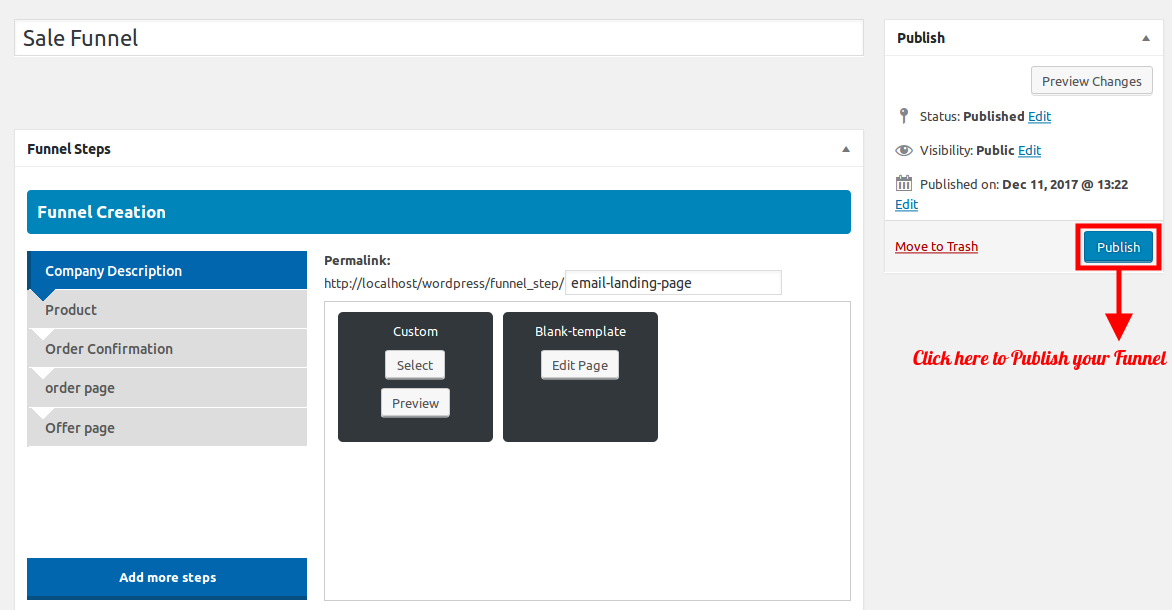 Sale Funnel
Funnel Steps
Funnel Creation
Company Description
Product
Order Confirmation
order page
Offer page
Add more steps
Permalink:
http://localhost/wordpress/funnel_step/ email-landing-page
Custom
Select
Preview
Blank-template
Edit Page
Publish
Preview Changes
Status: Published Edit
Visibility: Public Edit
Published on: Dec 11, 2017 @ 13:22
Edit
Move to Trash
Publish
Click here to Publish your Funnel